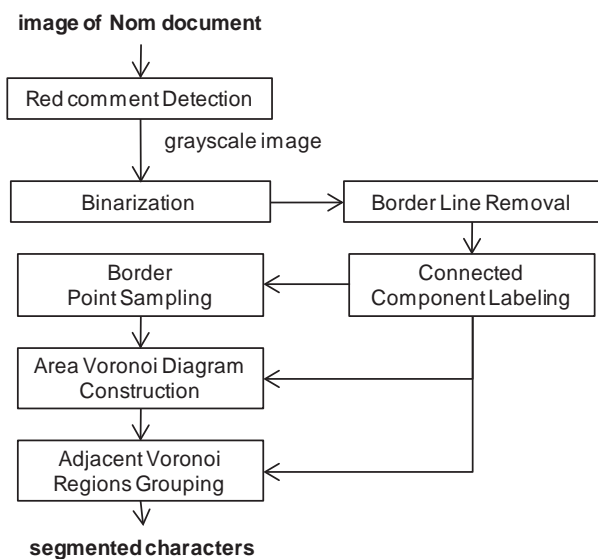 image of Nom document
Red comment Detection
grayscale image
Binarization
Border Line Removal
Border
Point Sampling
Connected
Component Labeling
Area Voronoi Diagram
Construction
Adjacent Voronoi
Regions Grouping
segmented characters